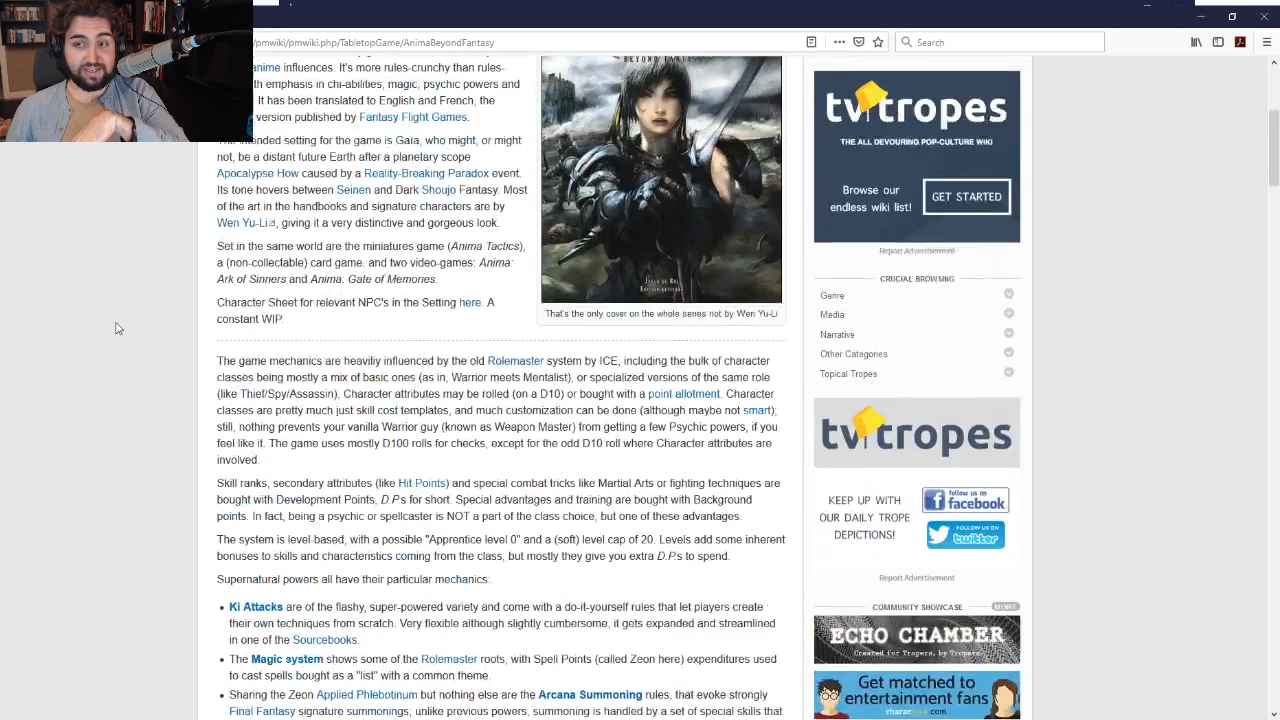 /pmwiki/pmwiki.php/TabletopGame/AnimaBeyondFantasy
Search
anime influences. It's more rules-crunchy than rules-
th emphasis in chi-abilities, magic, psychic powers and
. It has been translated to English and French, the
version published by Fantasy Flight Games.
The intended setting for the game is Gaïa, who might, or might
not, be a distant future Earth after a planetary scope
Apocalypse How caused by a Reality-Breaking Paradox event.
Its tone hovers between Seinen and Dark Shoujo Fantasy. Most
of the art in the rulebooks and signature characters are by
Wen Yu-Li, giving it a very distinctive and gorgeous look.
Set in the same world are the miniatures game (Anima Tactics),
a (non-collectable) card game. and two video-games: Anima:
Ark of Sinners and Anima. Gate of Memories.
Character Sheet for relevant NPC's in the Setting here. A
constant WIP.
BEYOND FANTASY
JUEGO DE ROL
That's the only cover on the whole series not by Wen Yu-Li
The game mechanics are heavilily influenced by the old Rolemaster system by ICE, including the bulk of character
classes being mostly a mix of basic ones (as in, Warrior meets Mentalist), or specialized versions of the same role
(like Thief/Spy/Assassin). Character attributes may be rolled (on a D10) or bought with a point allotment. Character
classes are pretty much just skill cost templates, and much customization can be done (although maybe not smart);
still, nothing prevents your vanilla Warrior guy (known as Weapon Master) from getting a few Psychic powers, if you
feel like it. The game uses mostly D100 rolls for checks, except for the odd D10 roll where Character attributes are
involved.
Skill ranks, secondary attributes (like Hit Points) and special combat tricks like Martial Arts or fighting techniques are
bought with Development Points, D.P.s for short. Special advantages and training are bought with Background
points. In fact, being a psychic or spellcaster is NOT a part of the class choice, but one of these advantages.
The system is level-based, with a possible "Apprentice level 0" and a (soft) level cap of 20. Levels add some inherent
bonuses to skills and characteristics coming from the class, but mostly they give you extra D.P.s to spend.
Supernatural powers all have their particular mechanics:
• Ki Attacks are of the flashy, super-powered variety and come with a do-it-yourself rules that let players create
their own techniques from scratch. Very flexible although slightly cumbersome, it gets expanded and streamlined
in one of the Sourcebooks.
• The Magic system shows some of the Rolemaster roots, with Spell Points (called Zeon here) expenditures used
to cast spells bought as a "list" with a common theme.
• Sharing the Zeon Applied Phlebotinum but nothing else are the Arcana Summoning rules, that evoke strongly
Final Fantasy signature summonings; unlike previous powers, summoning is handled by a set of special skills that
tvtropes
THE ALL DEVOURING POP-CULTURE WIKI
Browse our
endless wiki list!
GET STARTED
Report Advertisement
CRUCIAL BROWSING
Genre
Media
Narrative
Other Categories
Topical Tropes
tvtropes
KEEP UP WITH
OUR DAILY TROPE
DEPICTIONS!
follow us on
facebook
follow us on
twitter
Report Advertisement
COMMUNITY SHOWCASE
MORE
ECHO CHAMBER
Created for Tropers, by Tropers.
Get matched to
entertainment fans